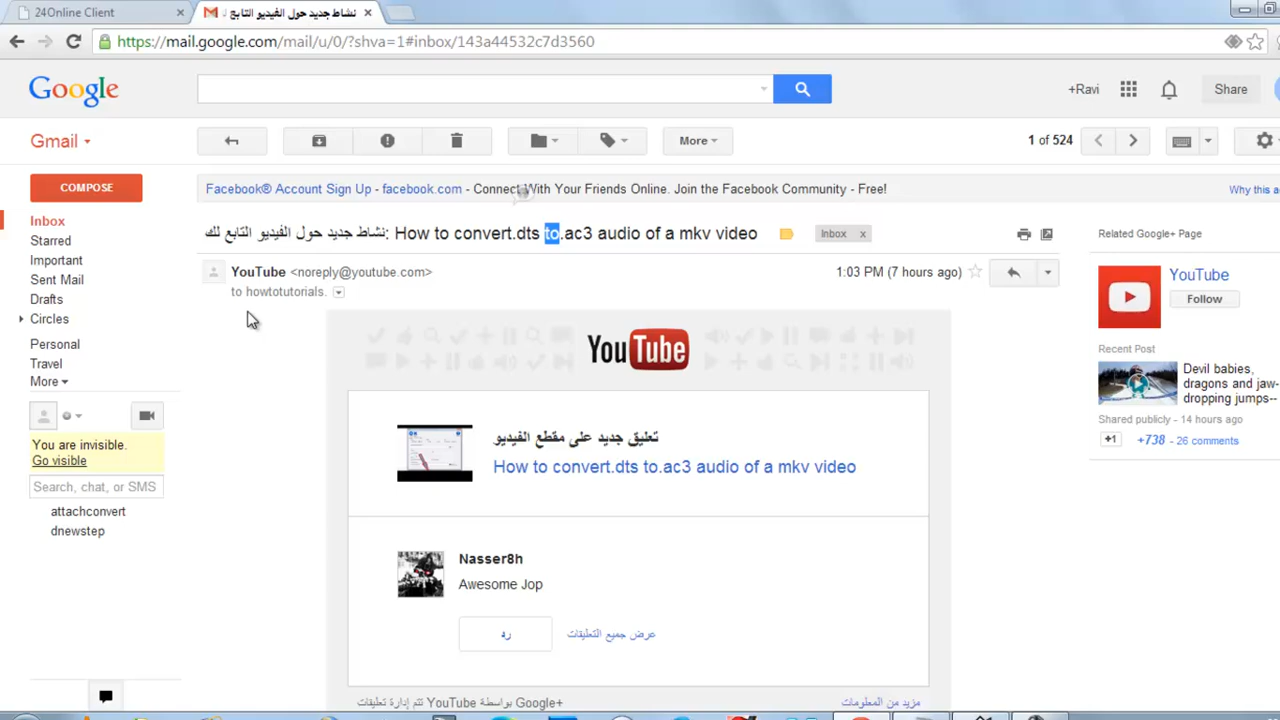 24Online Client
نشاط جديد حول الفيديو التابع ل
https://mail.google.com/mail/u/0/?shva=1#inbox/143a44532c7d3560
Google
+Ravi
Share
Gmail
More
1 of 524
COMPOSE
Facebook® Account Sign Up - facebook.com - Connect With Your Friends Online. Join the Facebook Community - Free!
Why this a
Inbox
Starred
Important
Sent Mail
Drafts
Circles
Personal
Travel
More
نشاط جديد حول الفيديو التابع لك: How to convert.dts to.ac3 audio of a mkv video
Inbox x
YouTube <noreply@youtube.com>
1:03 PM (7 hours ago)
to howtotutorials.
You are invisible.
Go visible
Search, chat, or SMS
attachconvert
dnewstep
YouTube
تعليق جديد على مقطع الفيديو
How to convert.dts to.ac3 audio of a mkv video
Nasser8h
Awesome Jop
رد
عرض جميع التعليقات
تتم إدارة تعليقات YouTube بواسطة Google+
مزيد من المعلومات
Related Google+ Page
YouTube
Follow
Recent Post
Devil babies,
dragons and jaw-
dropping jumps--
Shared publicly - 14 hours ago
+1
+738 - 26 comments